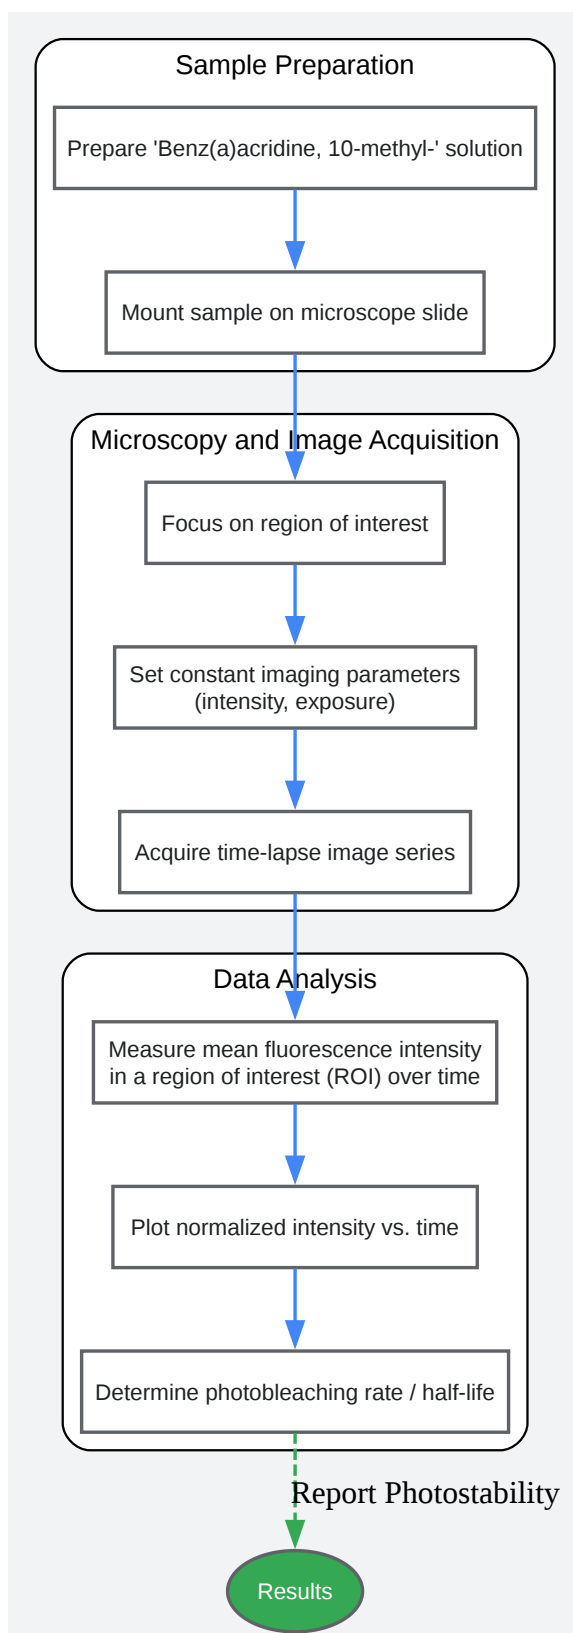 Sample Preparation
Prepare 'Benz(a)acridine, 10-methyl-' solution
Mount sample on microscope slide
Microscopy and Image Acquisition
Focus on region of interest
Set constant imaging parameters
(intensity, exposure)
Acquire time-lapse image series
Data Analysis
Measure mean fluorescence intensity
in a region of interest (ROI) over time
Plot normalized intensity vs. time
Determine photobleaching rate / half-life
Report Photostability
Results